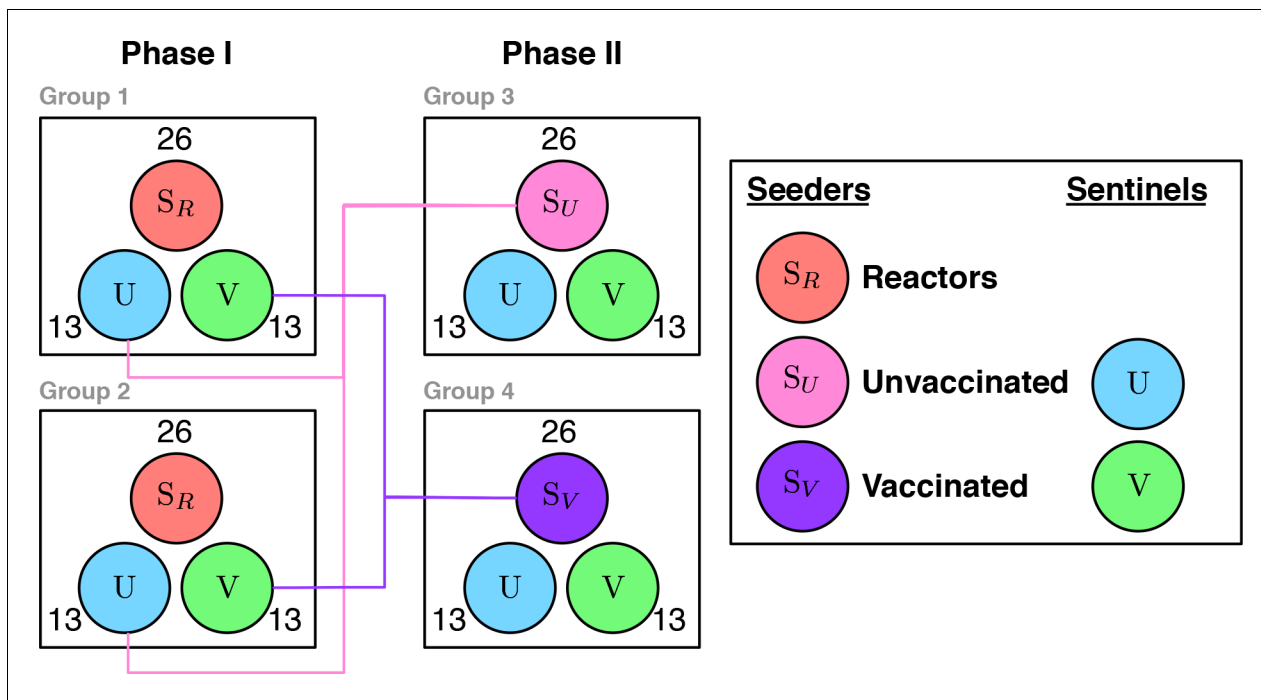 Phase I
Phase II
Group 1
Group 3
26
26
S_R
S_U
U
V
U
V
13
13
13
13
Group 2
Group 4
26
26
S_R
S_V
U
V
U
V
13
13
13
13
Seeders
Sentinels
S_R Reactors
S_U Unvaccinated U
S_V Vaccinated V